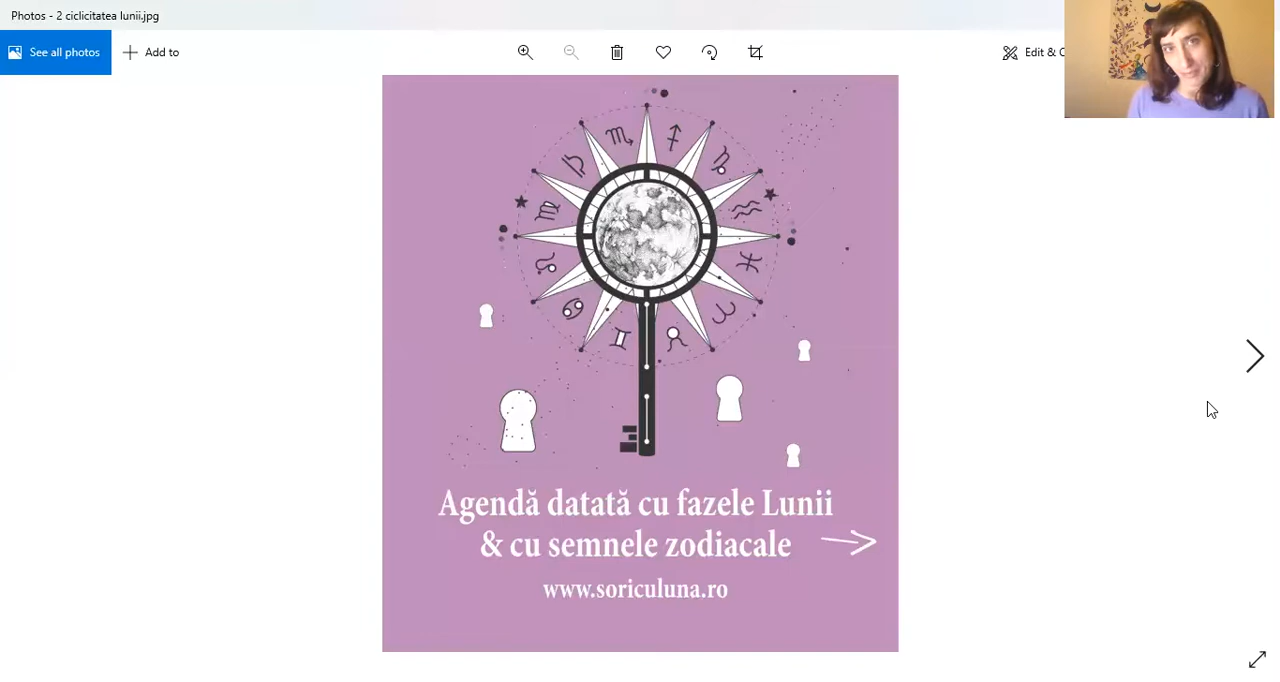 Photos - 2 ciclicitatea lunii.jpg
See all photos
Add to
Edit & C
Agendă datată cu fazele Lunii
& cu semnele zodiacale
www.soriculuna.ro